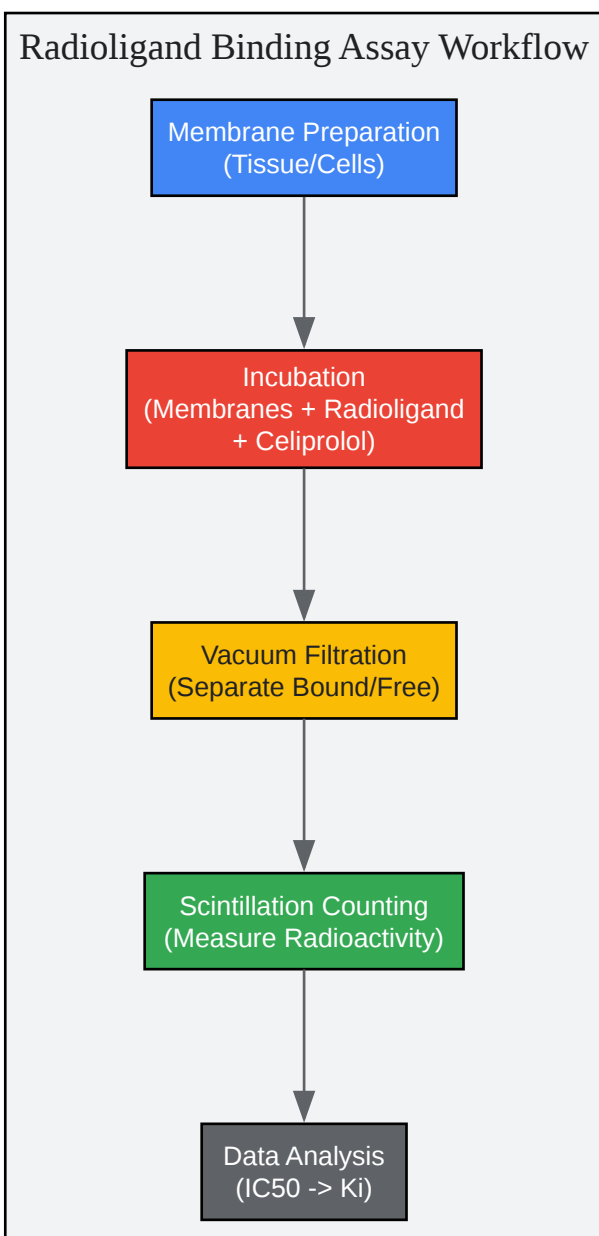 Radioligand Binding Assay Workflow
Membrane Preparation
(Tissue/Cells)
Incubation
(Membranes + Radioligand
+ Celiprolol)
Vacuum Filtration
(Separate Bound/Free)
Scintillation Counting
(Measure Radioactivity)
Data Analysis
(IC50 -> Ki)